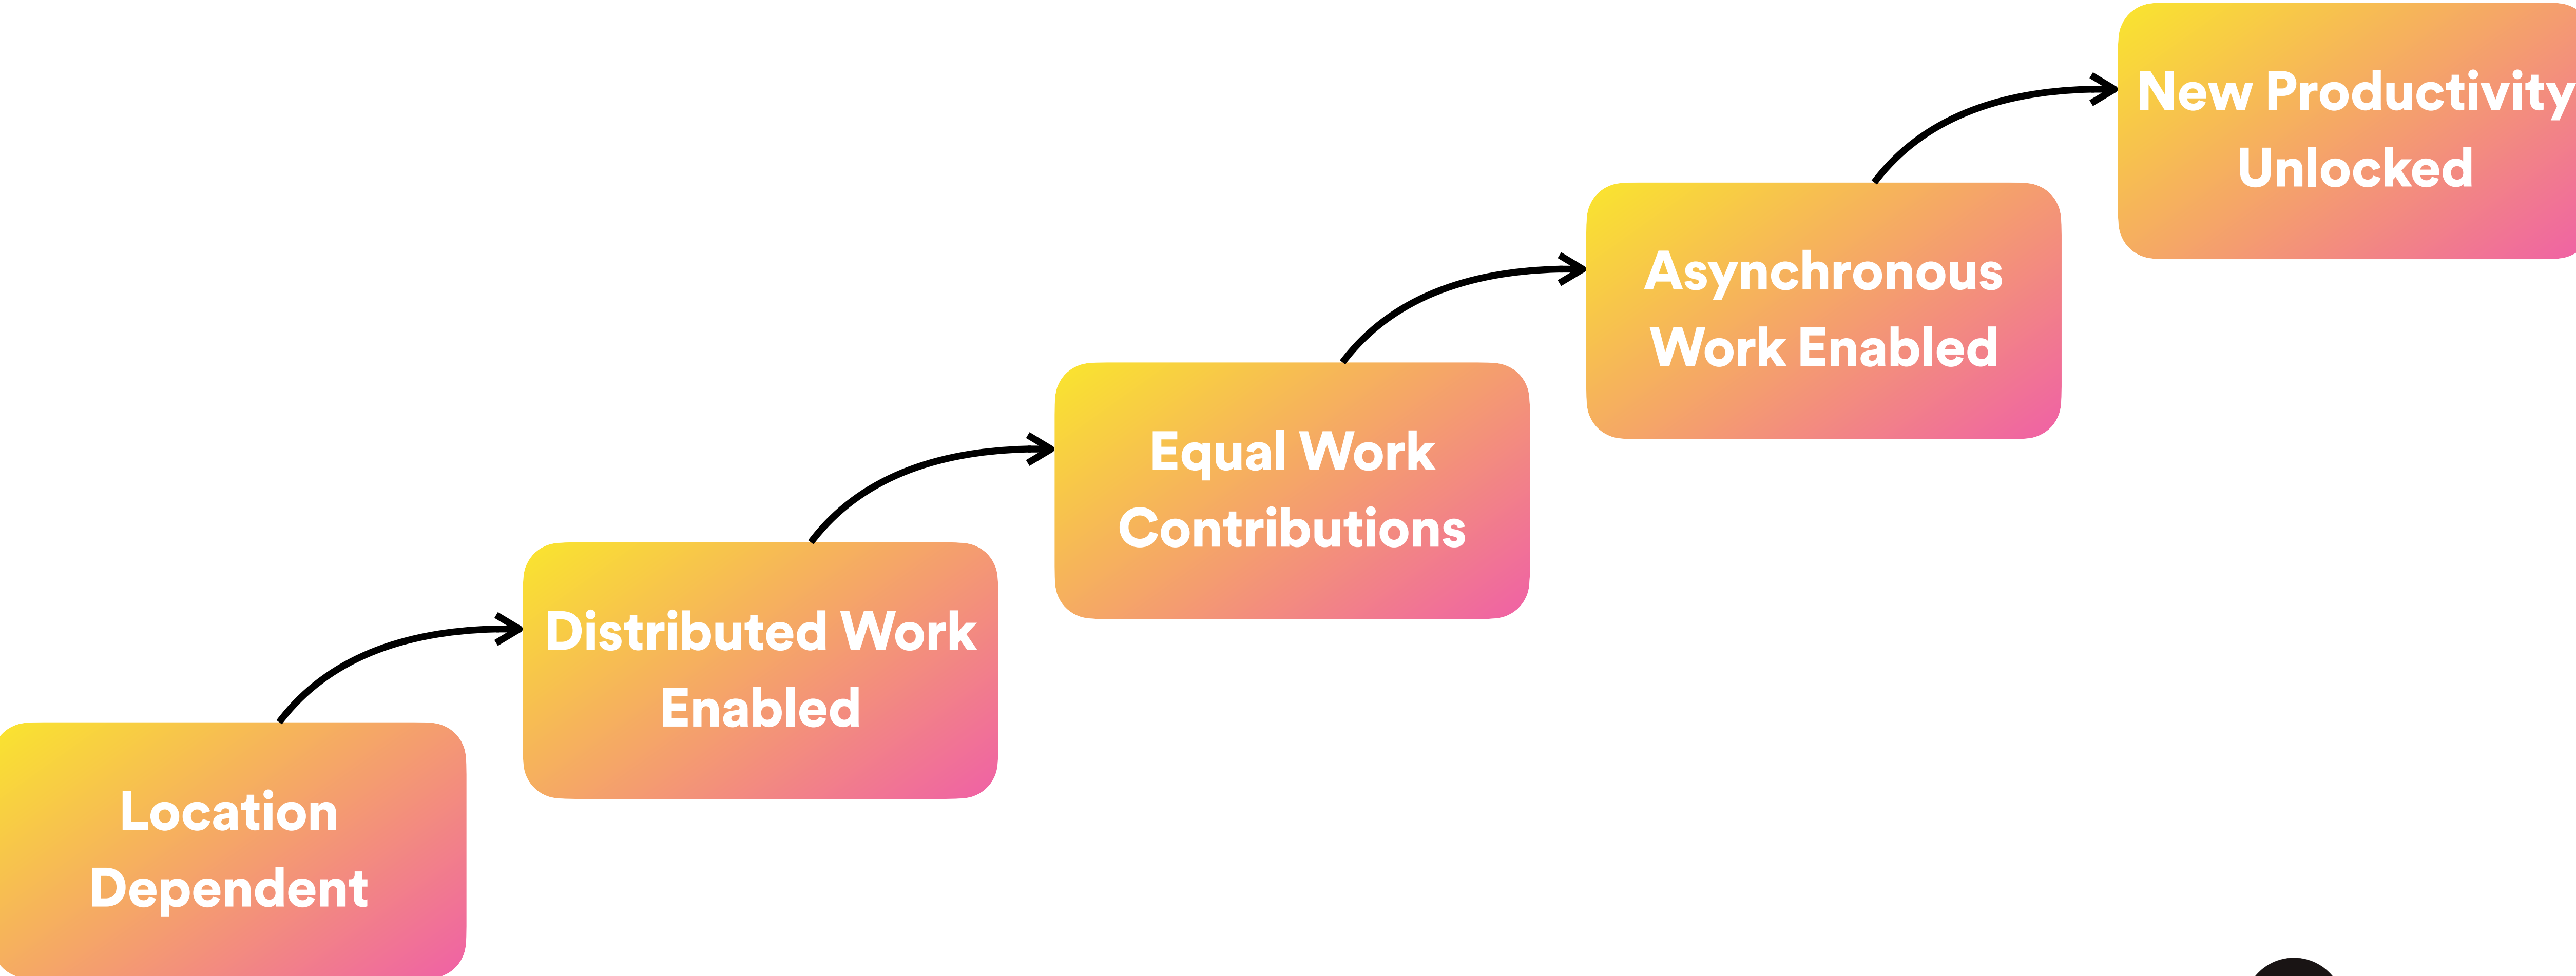 New Productivity
Unlocked
Asynchronous
Work Enabled
Equal Work
Contributions
Distributed Work
Enabled
Location
Dependent